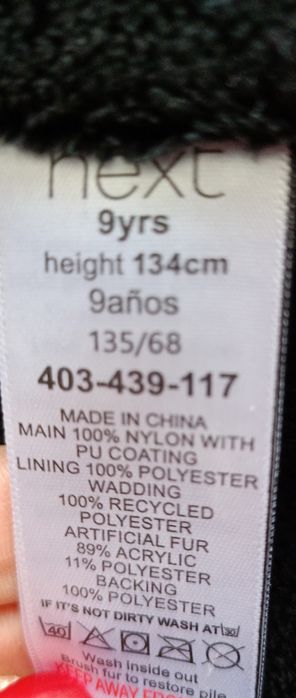 next
9yrs
height 134cm
9años
135/68
403-439-117
MADE IN CHINA
MAIN 100% NYLON WITH
PU COATING
LINING 100% POLYESTER
WADDING
100% RECYCLED
POLYESTER
ARTIFICIAL FUR
89% ACRYLIC
11% POLYESTER
BACKING
100% POLYESTER
IF IT'S NOT DIRTY WASH AT 30
40
Wash inside out
Brush fur to restore pile
KEEP AWAY FROM